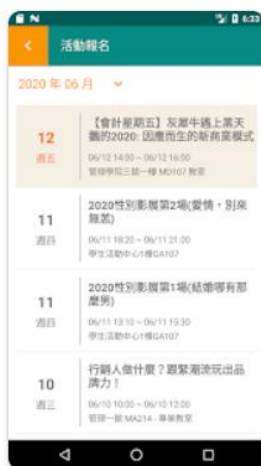 6:33
活動報名
2020 年 06 月
12
週五
【會計星期五】灰犀牛遇上黑天
鵝的2020: 因應而生的新商業模式
06/12 14:00 ~ 06/12 16:00
管理學院三館一樓 MD107 教室
11
週四
2020性別影展第2場(愛情，別來
無恙)
06/11 18:20 ~ 06/11 21:00
學生活動中心1樓GA107
11
週四
2020性別影展第1場(結婚哪有那
麼男)
06/11 13:10 ~ 06/11 15:30
學生活動中心1樓GA107
10
週三
行銷人做什麼？跟緊潮流玩出品
牌力！
06/10 10:00 ~ 06/10 12:00
管理一館 MA214 - 專業教室